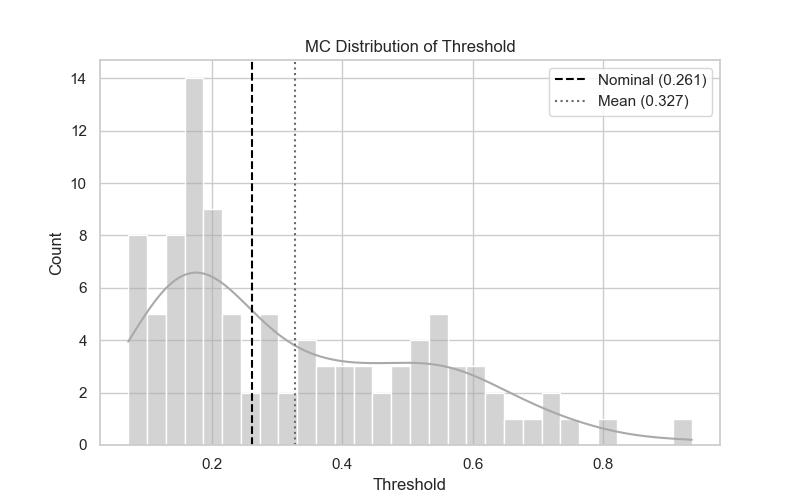 MC Distribution of Threshold
Nominal (0.261)
Mean (0.327)
Count
14
12
10
8
6
4
2
0
0.2
0.4
0.6
0.8
Threshold